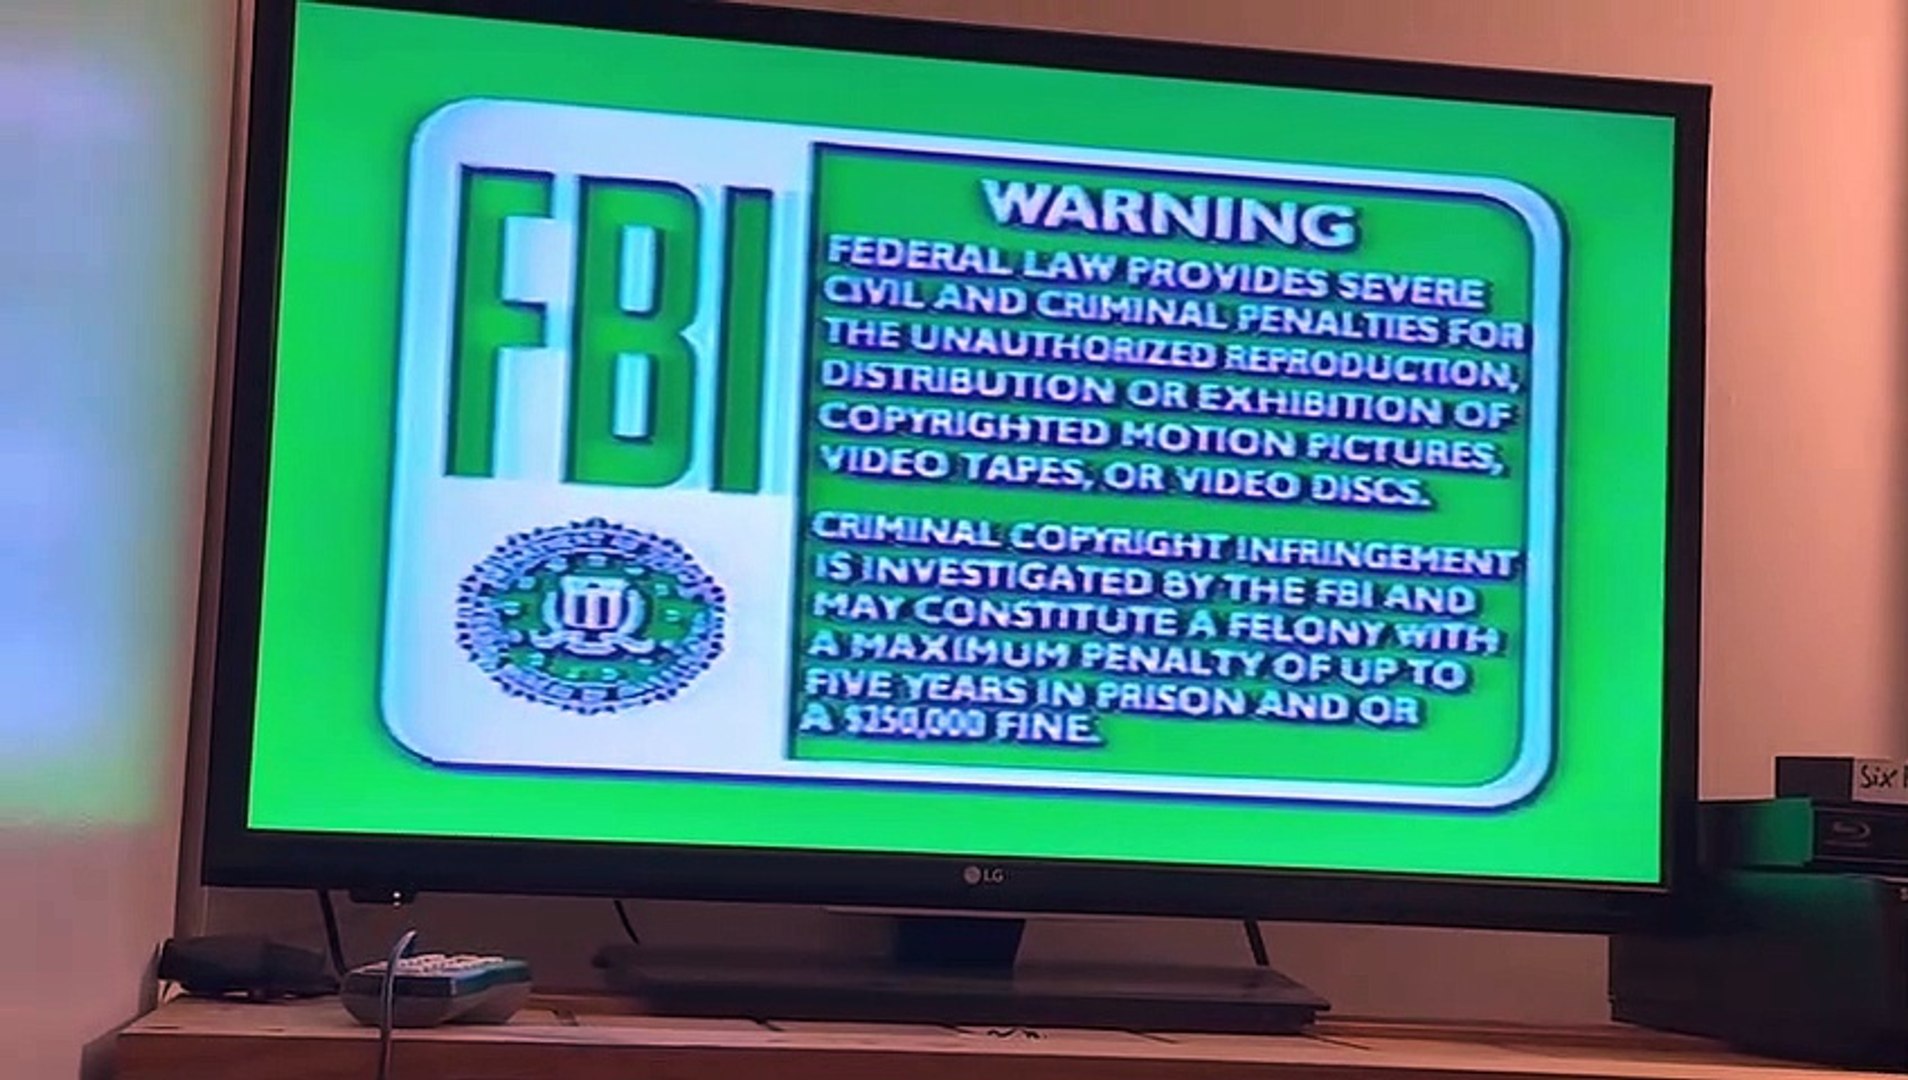 FBI
WARNING
FEDERAL LAW PROVIDES SEVERE
CIVIL AND CRIMINAL PENALTIES FOR
THE UNAUTHORIZED REPRODUCTION,
DISTRIBUTION OR EXHIBITION OF
COPYRIGHTED MOTION PICTURES,
VIDEO TAPES, OR VIDEO DISCS.
CRIMINAL COPYRIGHT INFRINGEMENT
IS INVESTIGATED BY THE FBI AND
MAY CONSTITUTE A FELONY WITH
A MAXIMUM PENALTY OF UP TO
FIVE YEARS IN PRISON AND OR
A $250,000 FINE.
LG
Six